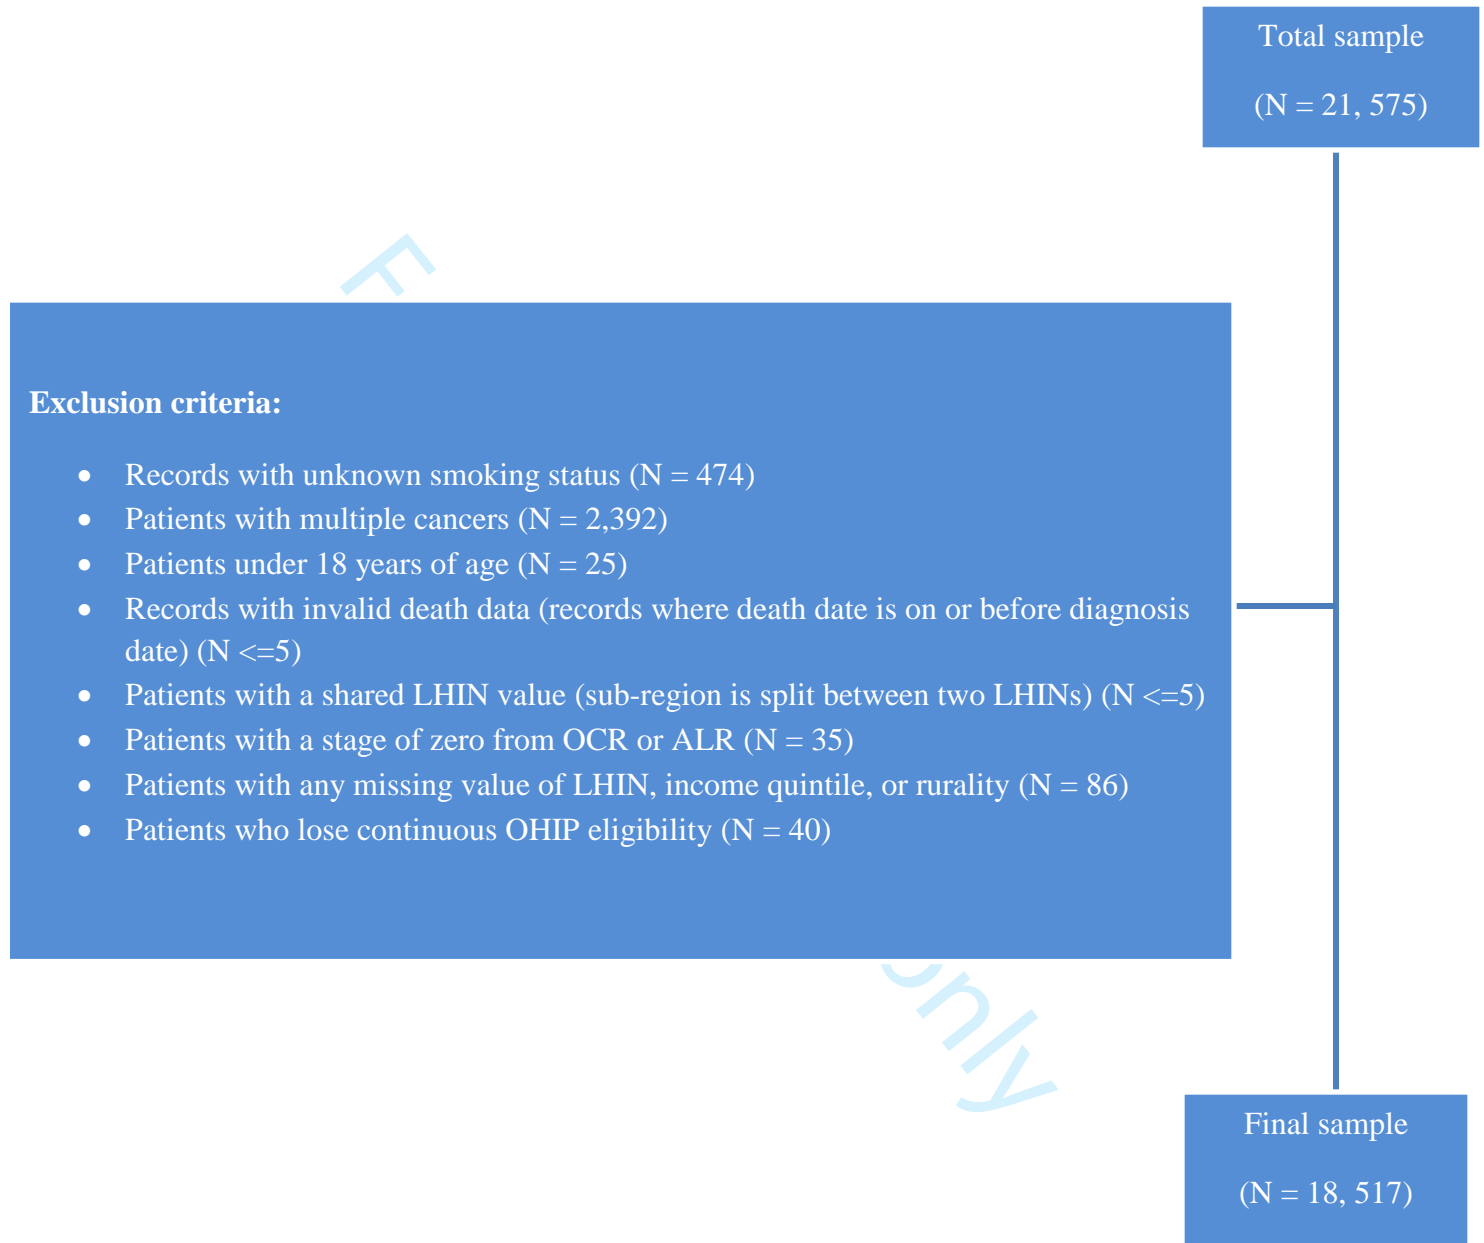 Total sample
(N = 21, 575)
F
Exclusion criteria:
• Records with unknown smoking status (N = 474)
• Patients with multiple cancers (N = 2,392)
• Patients under 18 years of age (N = 25)
• Records with invalid death data (records where death date is on or before diagnosis
date) (N <=5)
• Patients with a shared LHIN value (sub-region is split between two LHINs) (N <=5)
• Patients with a stage of zero from OCR or ALR (N = 35)
• Patients with any missing value of LHIN, income quintile, or rurality (N = 86)
• Patients who lose continuous OHIP eligibility (N = 40)
only
Final sample
(N = 18, 517)